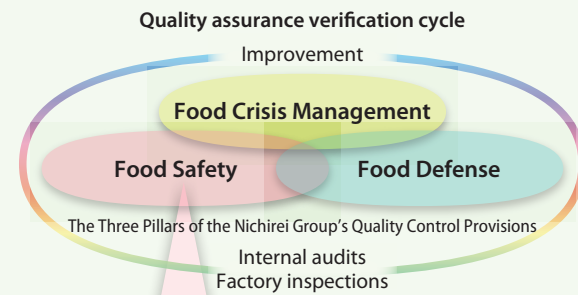 Quality assurance verification cycle
Improvement
Food Crisis Management
Food Safety
Food Defense
The Three Pillars of the Nichirei Group’s Quality Control Provisions
Internal audits
Factory inspections